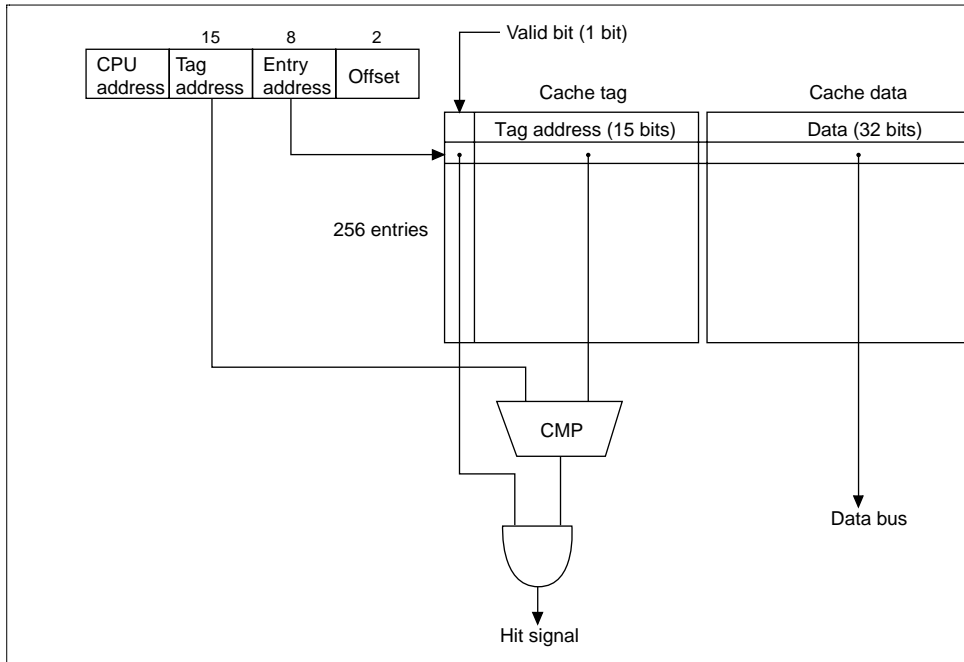 Valid bit (1 bit)
15 8 2
CPU address
Tag address
Entry address
Offset
Cache tag
Cache data
Tag address (15 bits)
Data (32 bits)
256 entries
CMP
Data bus
Hit signal